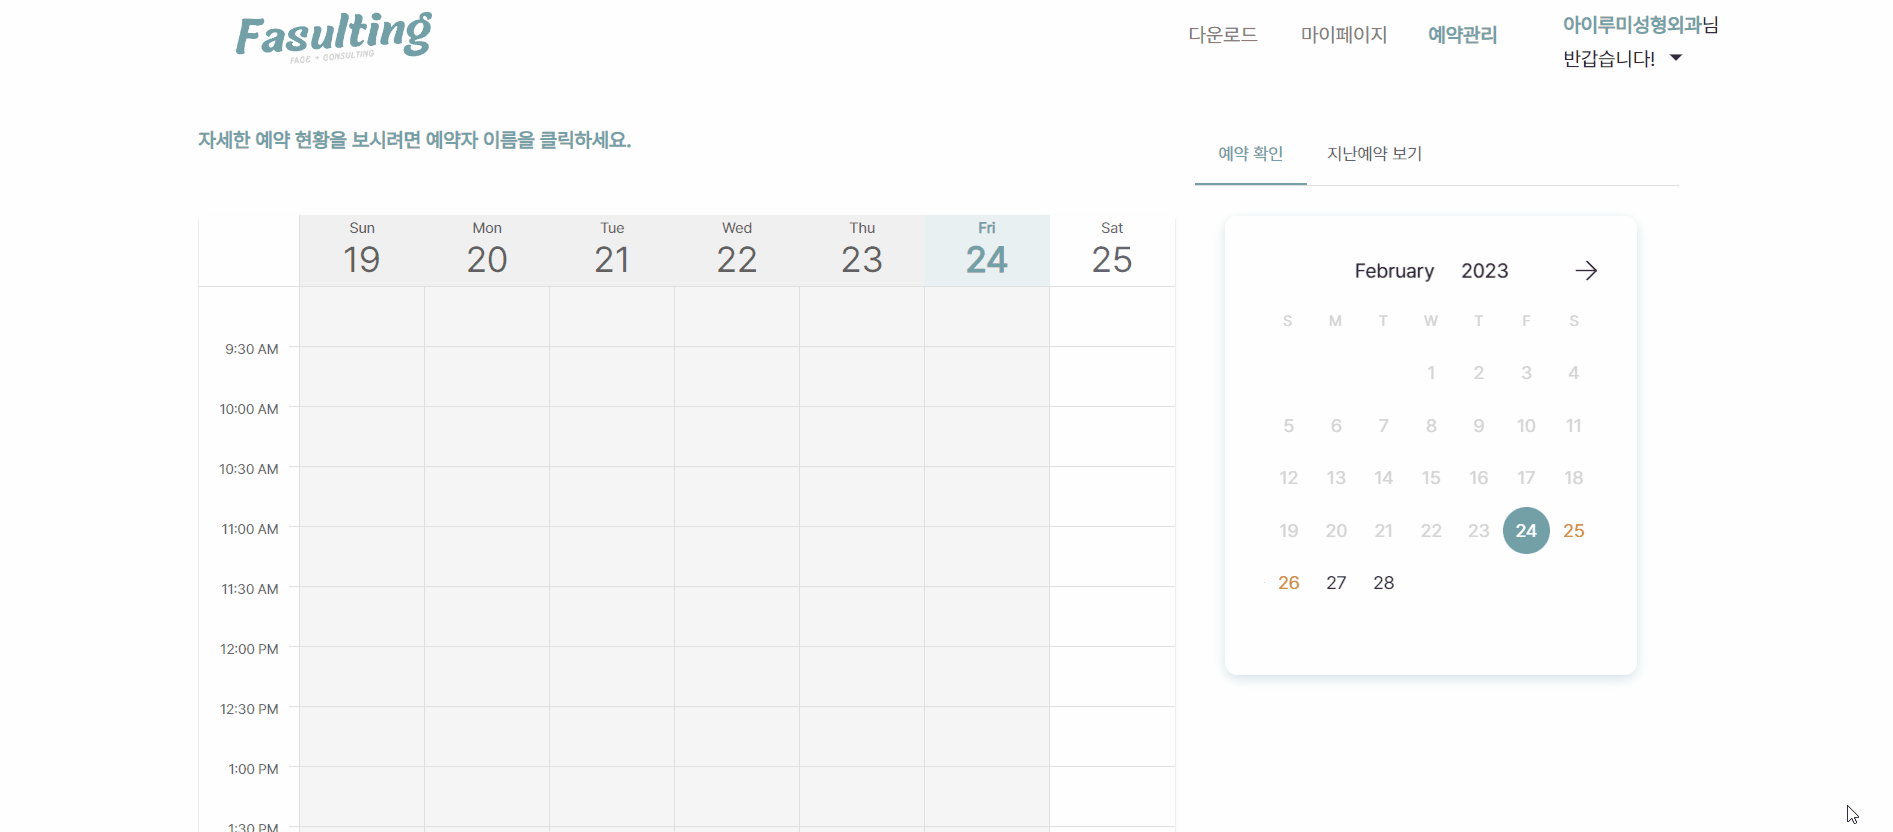 Fasulting
FACE + CONSULTING
다운로드 마이페이지 예약관리
아이루미성형외과님
반갑습니다!
자세한 예약 현황을 보시려면 예약자 이름을 클릭하세요.
예약 확인 지난예약 보기
Sun Mon Tue Wed Thu Fri Sat
19 20 21 22 23 24 25
9:30 AM
10:00 AM
10:30 AM
11:00 AM
11:30 AM
12:00 PM
12:30 PM
1:00 PM
1:30 PM
February 2023
S M T W T F S
1 2 3 4
5 6 7 8 9 10 11
12 13 14 15 16 17 18
19 20 21 22 23 24 25
26 27 28